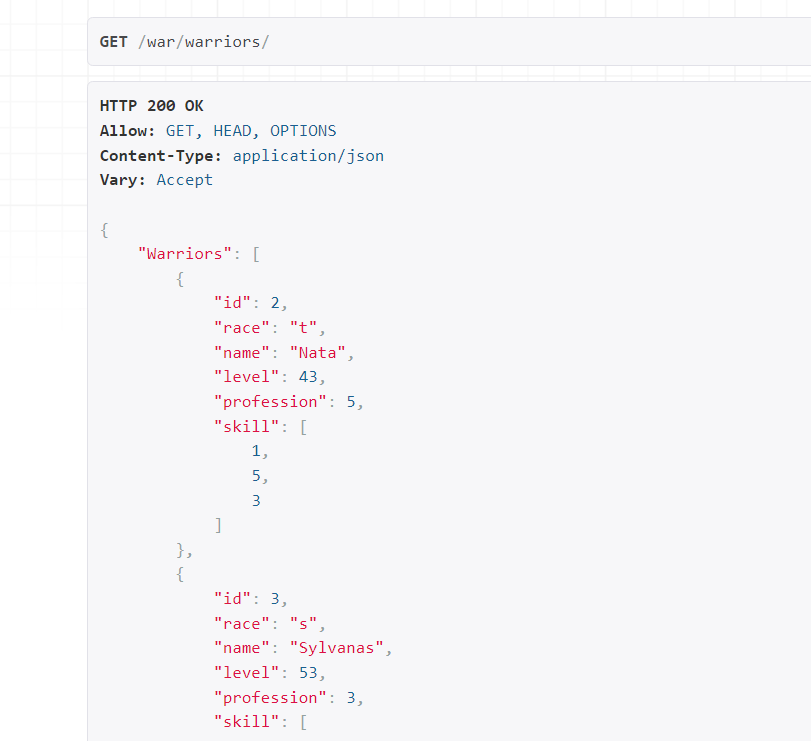 GET /war/warriors/
HTTP 200 OK
Allow: GET, HEAD, OPTIONS
Content-Type: application/json
Vary: Accept
{
"Warriors": [
{
"id": 2,
"race": "t",
"name": "Nata",
"level": 43,
"profession": 5,
"skill": [
1,
5,
3
]
},
{
"id": 3,
"race": "s",
"name": "Sylvanas",
"level": 53,
"profession": 3,
"skill": [